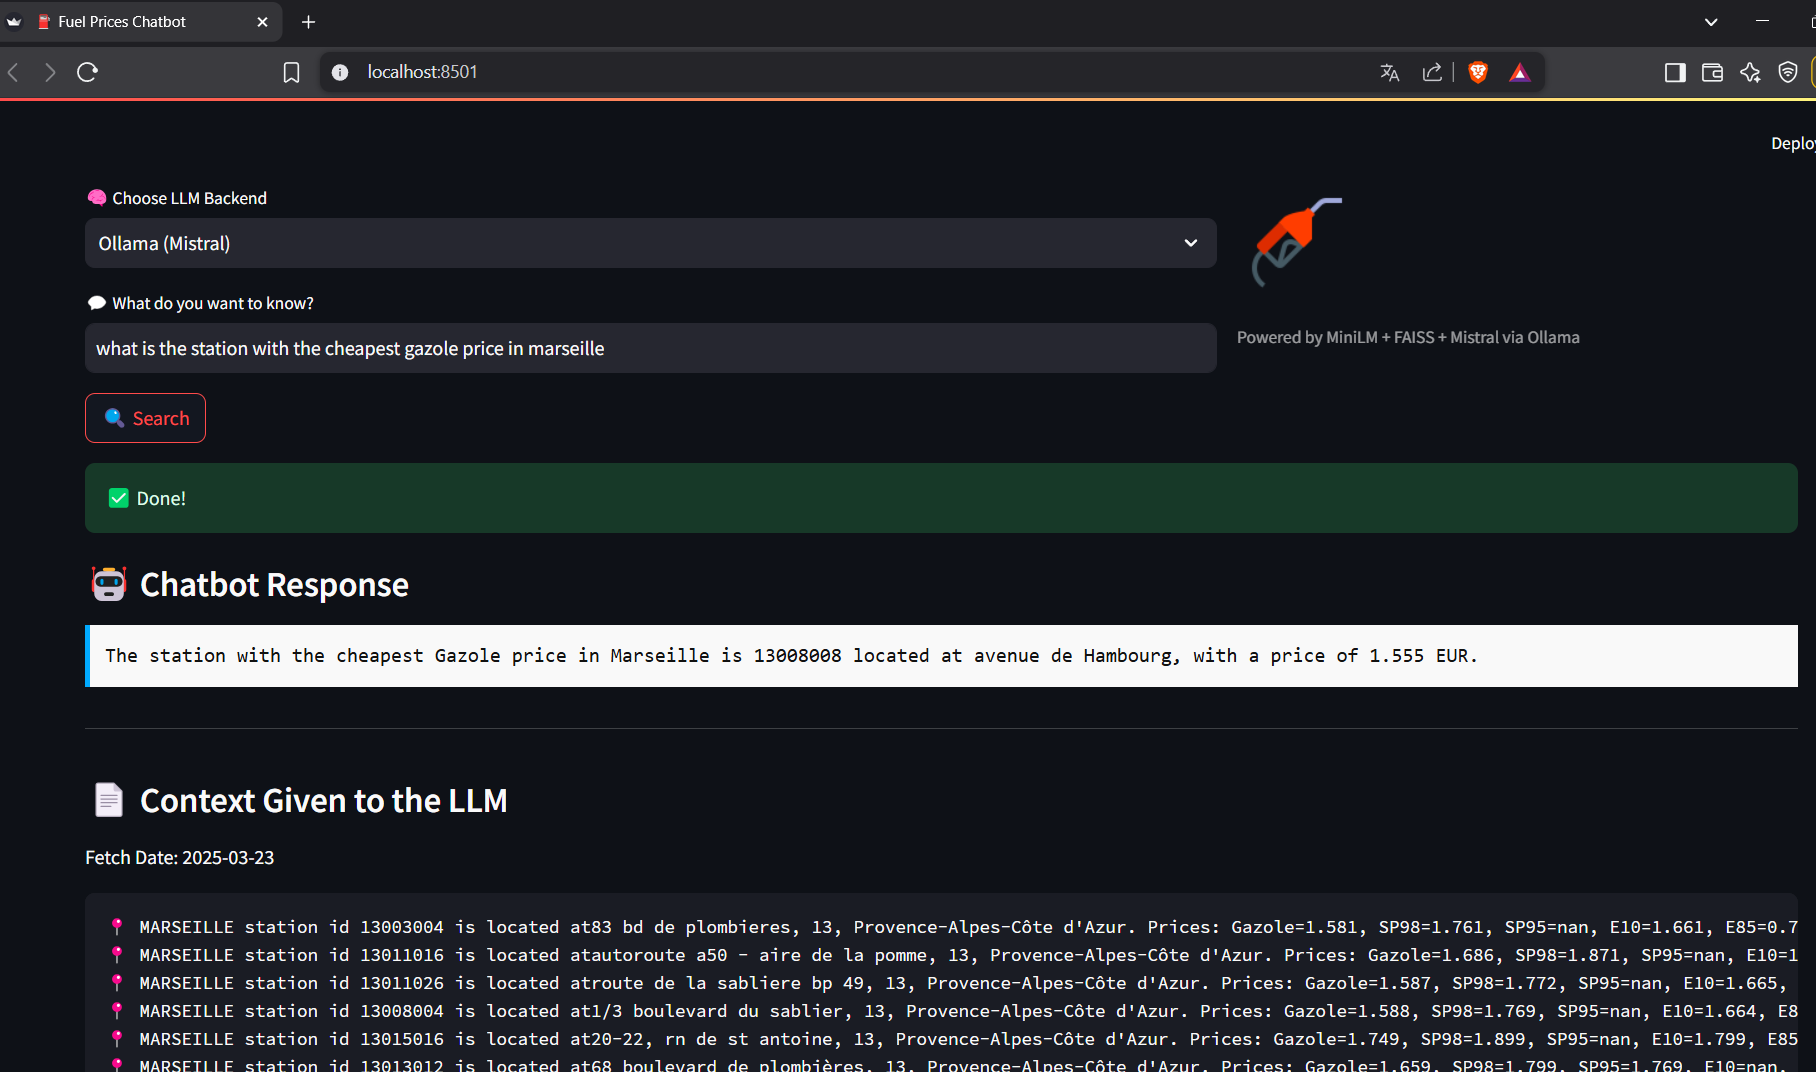 Fuel Prices Chatbot
localhost:8501
Deploy
Choose LLM Backend
Ollama (Mistral)
What do you want to know?
what is the station with the cheapest gazole price in marseille
Powered by MiniLM + FAISS + Mistral via Ollama
Search
Done!
Chatbot Response
The station with the cheapest Gazole price in Marseille is 13008008 located at avenue de Hambourg, with a price of 1.555 EUR.
Context Given to the LLM
Fetch Date: 2025-03-23
MARSEILLE station id 13003004 is located at83 bd de plombieres, 13, Provence-Alpes-Côte d'Azur. Prices: Gazole=1.581, SP98=1.761, SP95=nan, E10=1.661, E85=0.7
MARSEILLE station id 13011016 is located atautoroute a50 - aire de la pomme, 13, Provence-Alpes-Côte d'Azur. Prices: Gazole=1.686, SP98=1.871, SP95=nan, E10=1
MARSEILLE station id 13011026 is located atroute de la sabliere bp 49, 13, Provence-Alpes-Côte d'Azur. Prices: Gazole=1.587, SP98=1.772, SP95=nan, E10=1.665,
MARSEILLE station id 13008004 is located at1/3 boulevard du sablier, 13, Provence-Alpes-Côte d'Azur. Prices: Gazole=1.588, SP98=1.769, SP95=nan, E10=1.664, E8
MARSEILLE station id 13015016 is located at20-22, rn de st antoine, 13, Provence-Alpes-Côte d'Azur. Prices: Gazole=1.749, SP98=1.899, SP95=nan, E10=1.799, E85
MARSEILLE station id 13013012 is located at68 boulevard de plombières, 13, Provence-Alpes-Côte d'Azur. Prices: Gazole=1.659, SP98=1.799, SP95=1.769, E10=nan,